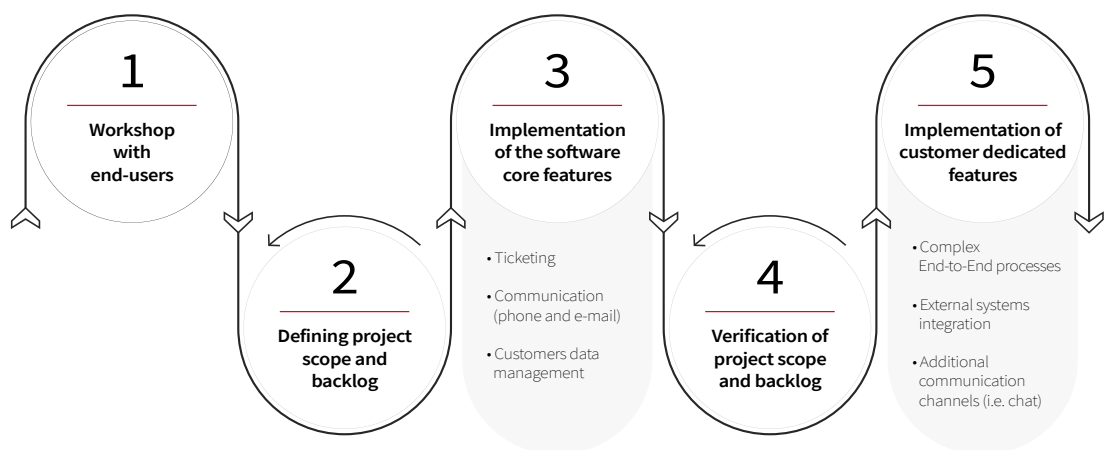 1
Workshop
with
end-users
2
Defining project
scope and
backlog
3
Implementation
of the software
core features
• Ticketing
• Communication
(phone and e-mail)
• Customers data
management
4
Verification of
project scope
and backlog
5
Implementation of
customer dedicated
features
• Complex
End-to-End processes
• External systems
integration
• Additional
communication
channels (i.e. chat)